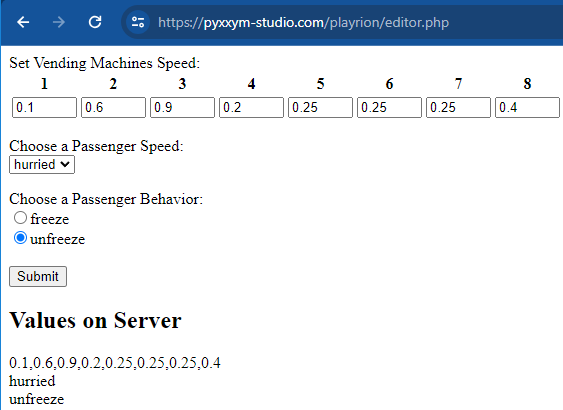 https://pyxxym-studio.com/playrion/editor.php
Set Vending Machines Speed:
1 2 3 4 5 6 7 8
0.1 0.6 0.9 0.2 0.25 0.25 0.25 0.4
Choose a Passenger Speed:
hurried
Choose a Passenger Behavior:
freeze
unfreeze
Submit
Values on Server
0.1,0.6,0.9,0.2,0.25,0.25,0.25,0.4
hurried
unfreeze